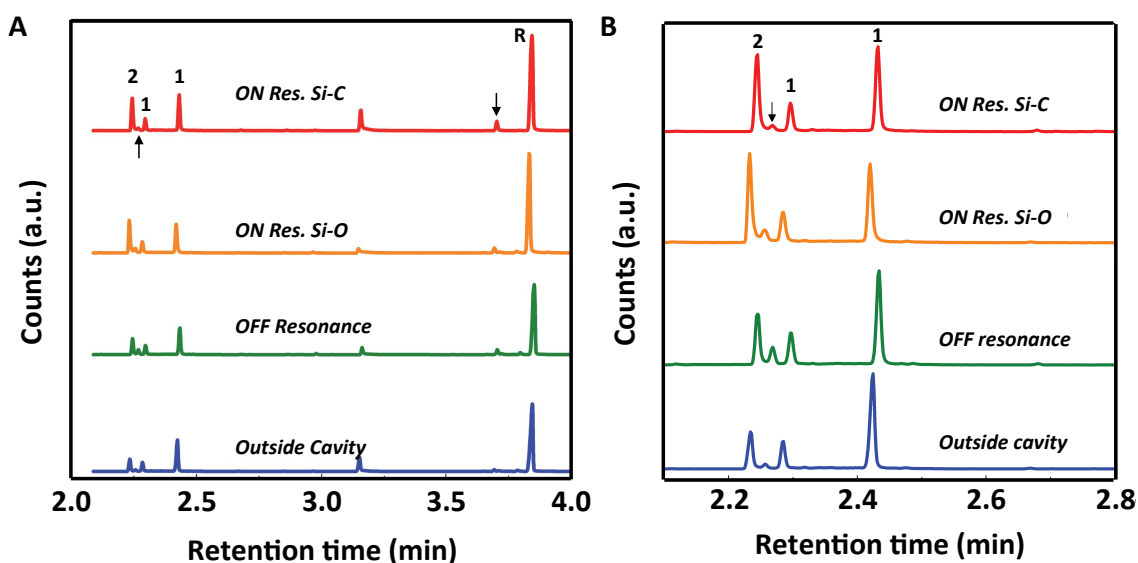 A
R
2
1
1
ON Res. Si-C
ON Res. Si-O
OFF Resonance
Outside Cavity
Counts (a.u.)
2.0 2.5 3.0 3.5 4.0
Retention time (min)
B
2
1
1
ON Res. Si-C
ON Res. Si-O
OFF resonance
Outside cavity
Counts (a.u.)
2.2 2.4 2.6 2.8
Retention time (min)